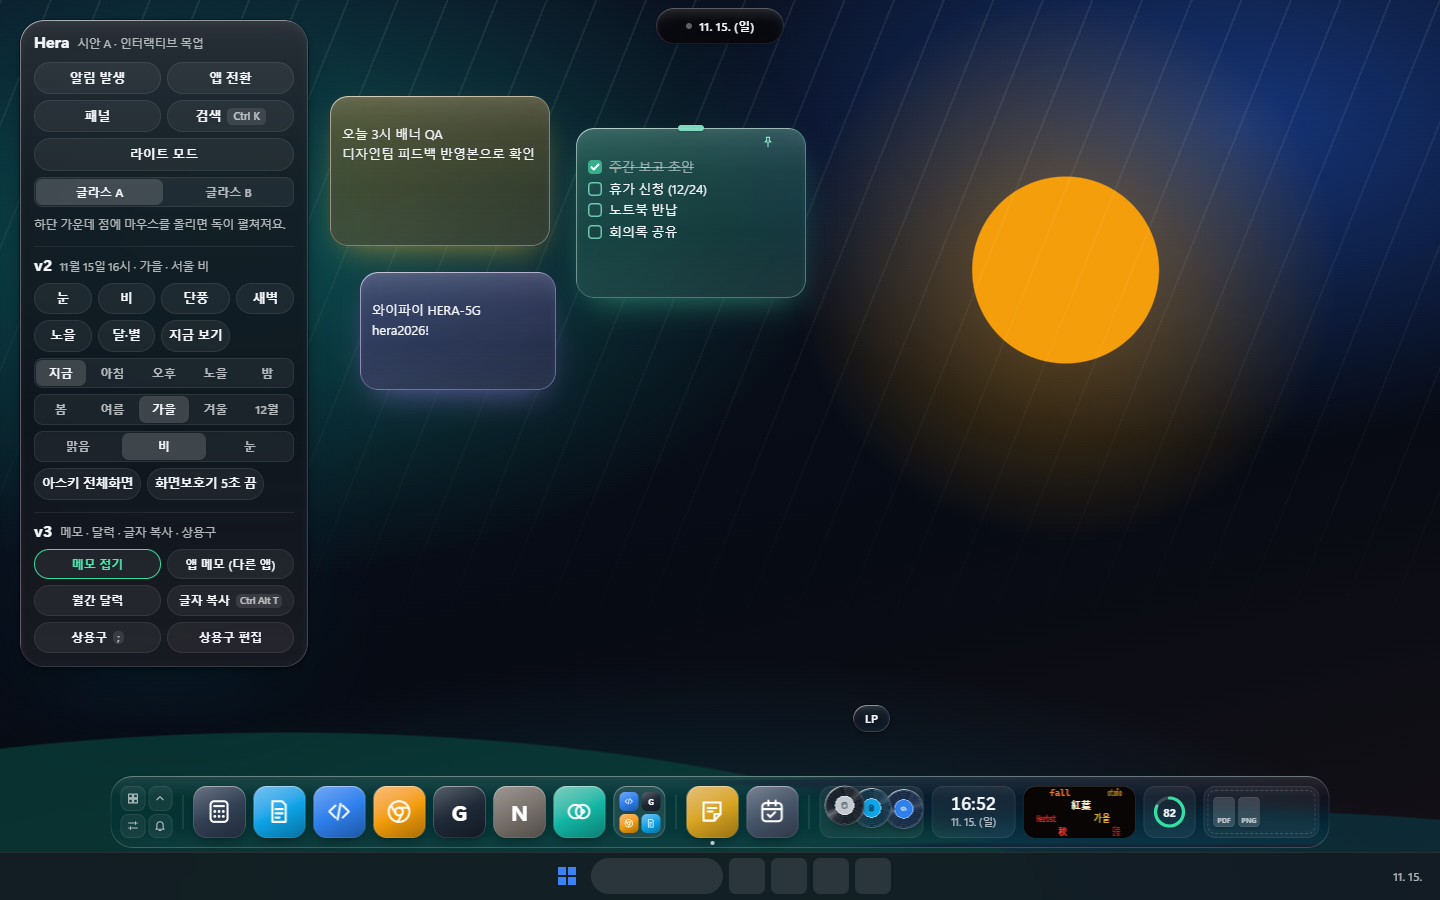 11. 15. (일)
Hera 시안 A · 인터랙티브 목업
알림 발생
앱 전환
패널
검색 Ctrl K
라이트 모드
글라스 A
글라스 B
하단 가운데 점에 마우스를 올리면 독이 펼쳐져요.
v2 11월 15일 16시 · 가을 · 서울 비
눈
비
단풍
새벽
노을
달·별
지금 보기
지금
아침
오후
노을
밤
봄
여름
가을
겨울
12월
맑음
비
눈
아스키 전체화면
화면보호기 5초 끔
v3 메모 · 달력 · 글자 복사 · 상용구
메모 접기
앱 메모 (다른 앱)
월간 달력
글자 복사 Ctrl Alt T
상용구 ;
상용구 편집
오늘 3시 배너 QA
디자인팀 피드백 반영본으로 확인
주간 보고 초안
휴가 신청 (12/24)
노트북 반납
회의록 공유
와이파이 HERA-5G
hera2026!
LP
G
N
G
16:52
11. 15. (일)
fall
紅葉
Herbst
가을
秋
82
PDF
PNG
11. 15.